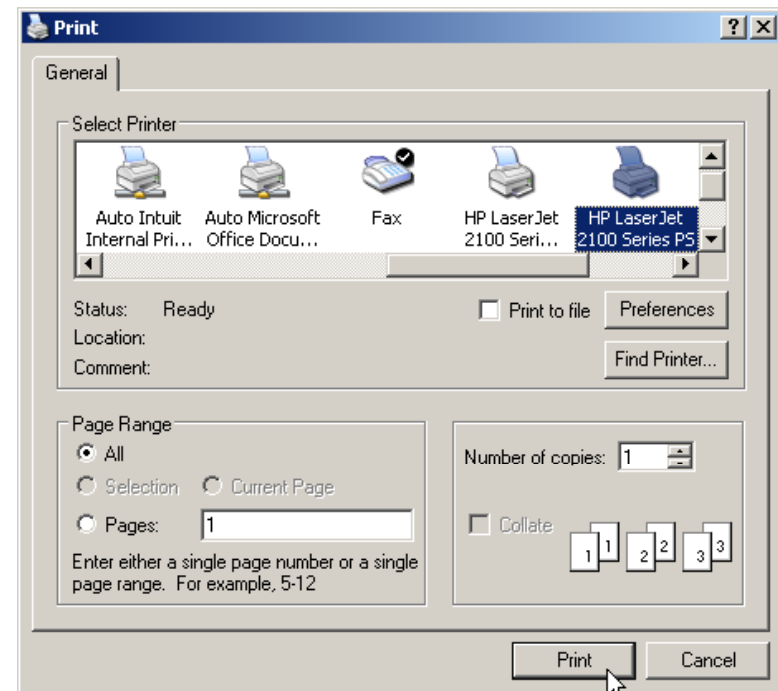 Print
General
Select Printer
Auto Intuit Internal Pri...
Auto Microsoft Office Docu...
Fax
HP LaserJet 2100 Seri...
HP LaserJet 2100 Series PS
Status: Ready
Print to file
Preferences
Location:
Comment:
Find Printer...
Page Range
All
Selection
Current Page
Pages: 1
Enter either a single page number or a single
page range. For example, 5-12
Number of copies: 1
Collate
1 1 2 2 3 3
Print
Cancel